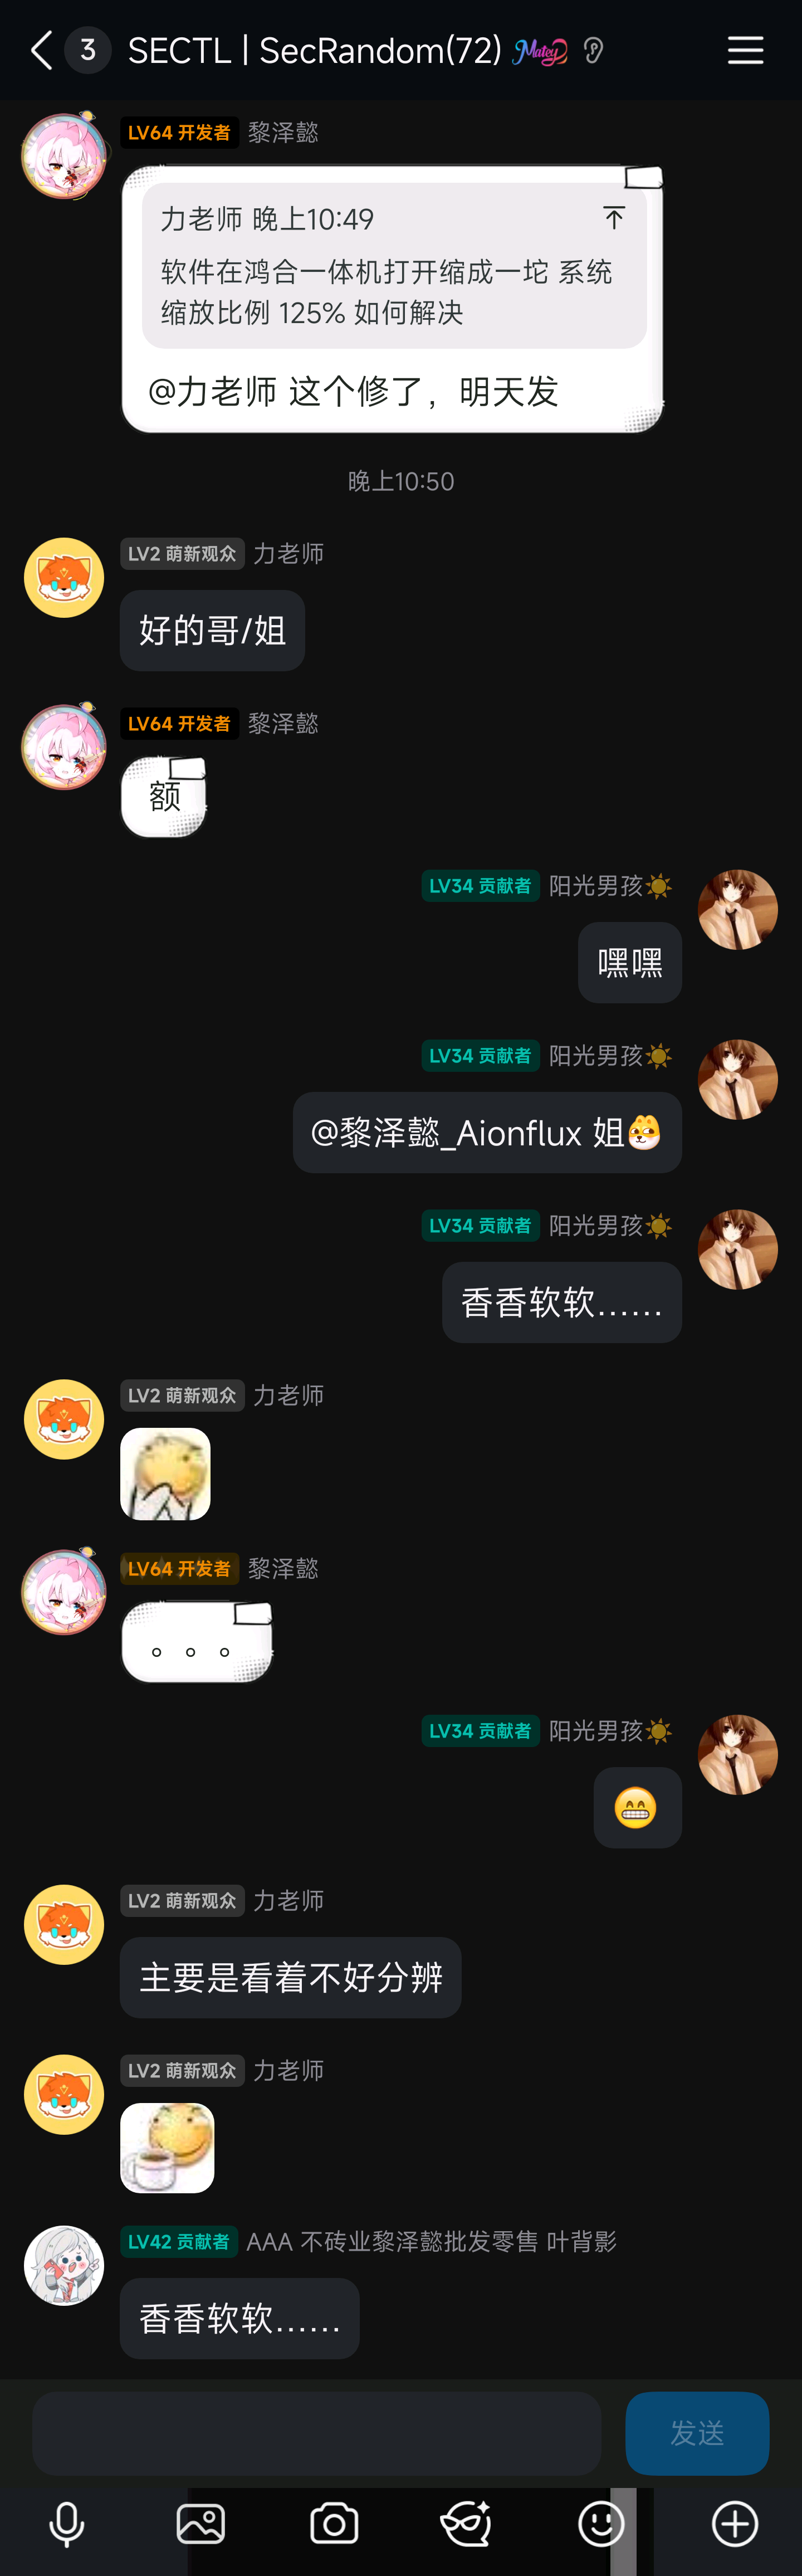 3 SECTL | SecRandom(72) Matey
LV64 开发者 黎泽懿
力老师 晚上10:49
软件在鸿合一体机打开缩成一坨 系统
缩放比例 125% 如何解决
@力老师 这个修了，明天发
晚上10:50
LV2 萌新观众 力老师
好的哥/姐
LV64 开发者 黎泽懿
额
LV34 贡献者 阳光男孩☀️
嘿嘿
LV34 贡献者 阳光男孩☀️
@黎泽懿_Aionflux 姐
LV34 贡献者 阳光男孩☀️
香香软软……
LV2 萌新观众 力老师
LV64 开发者 黎泽懿
。。。
LV34 贡献者 阳光男孩☀️
😁
LV2 萌新观众 力老师
主要是看着不好分辨
LV2 萌新观众 力老师
LV42 贡献者 AAA 不砖业黎泽懿批发零售 叶背影
香香软软……
发送